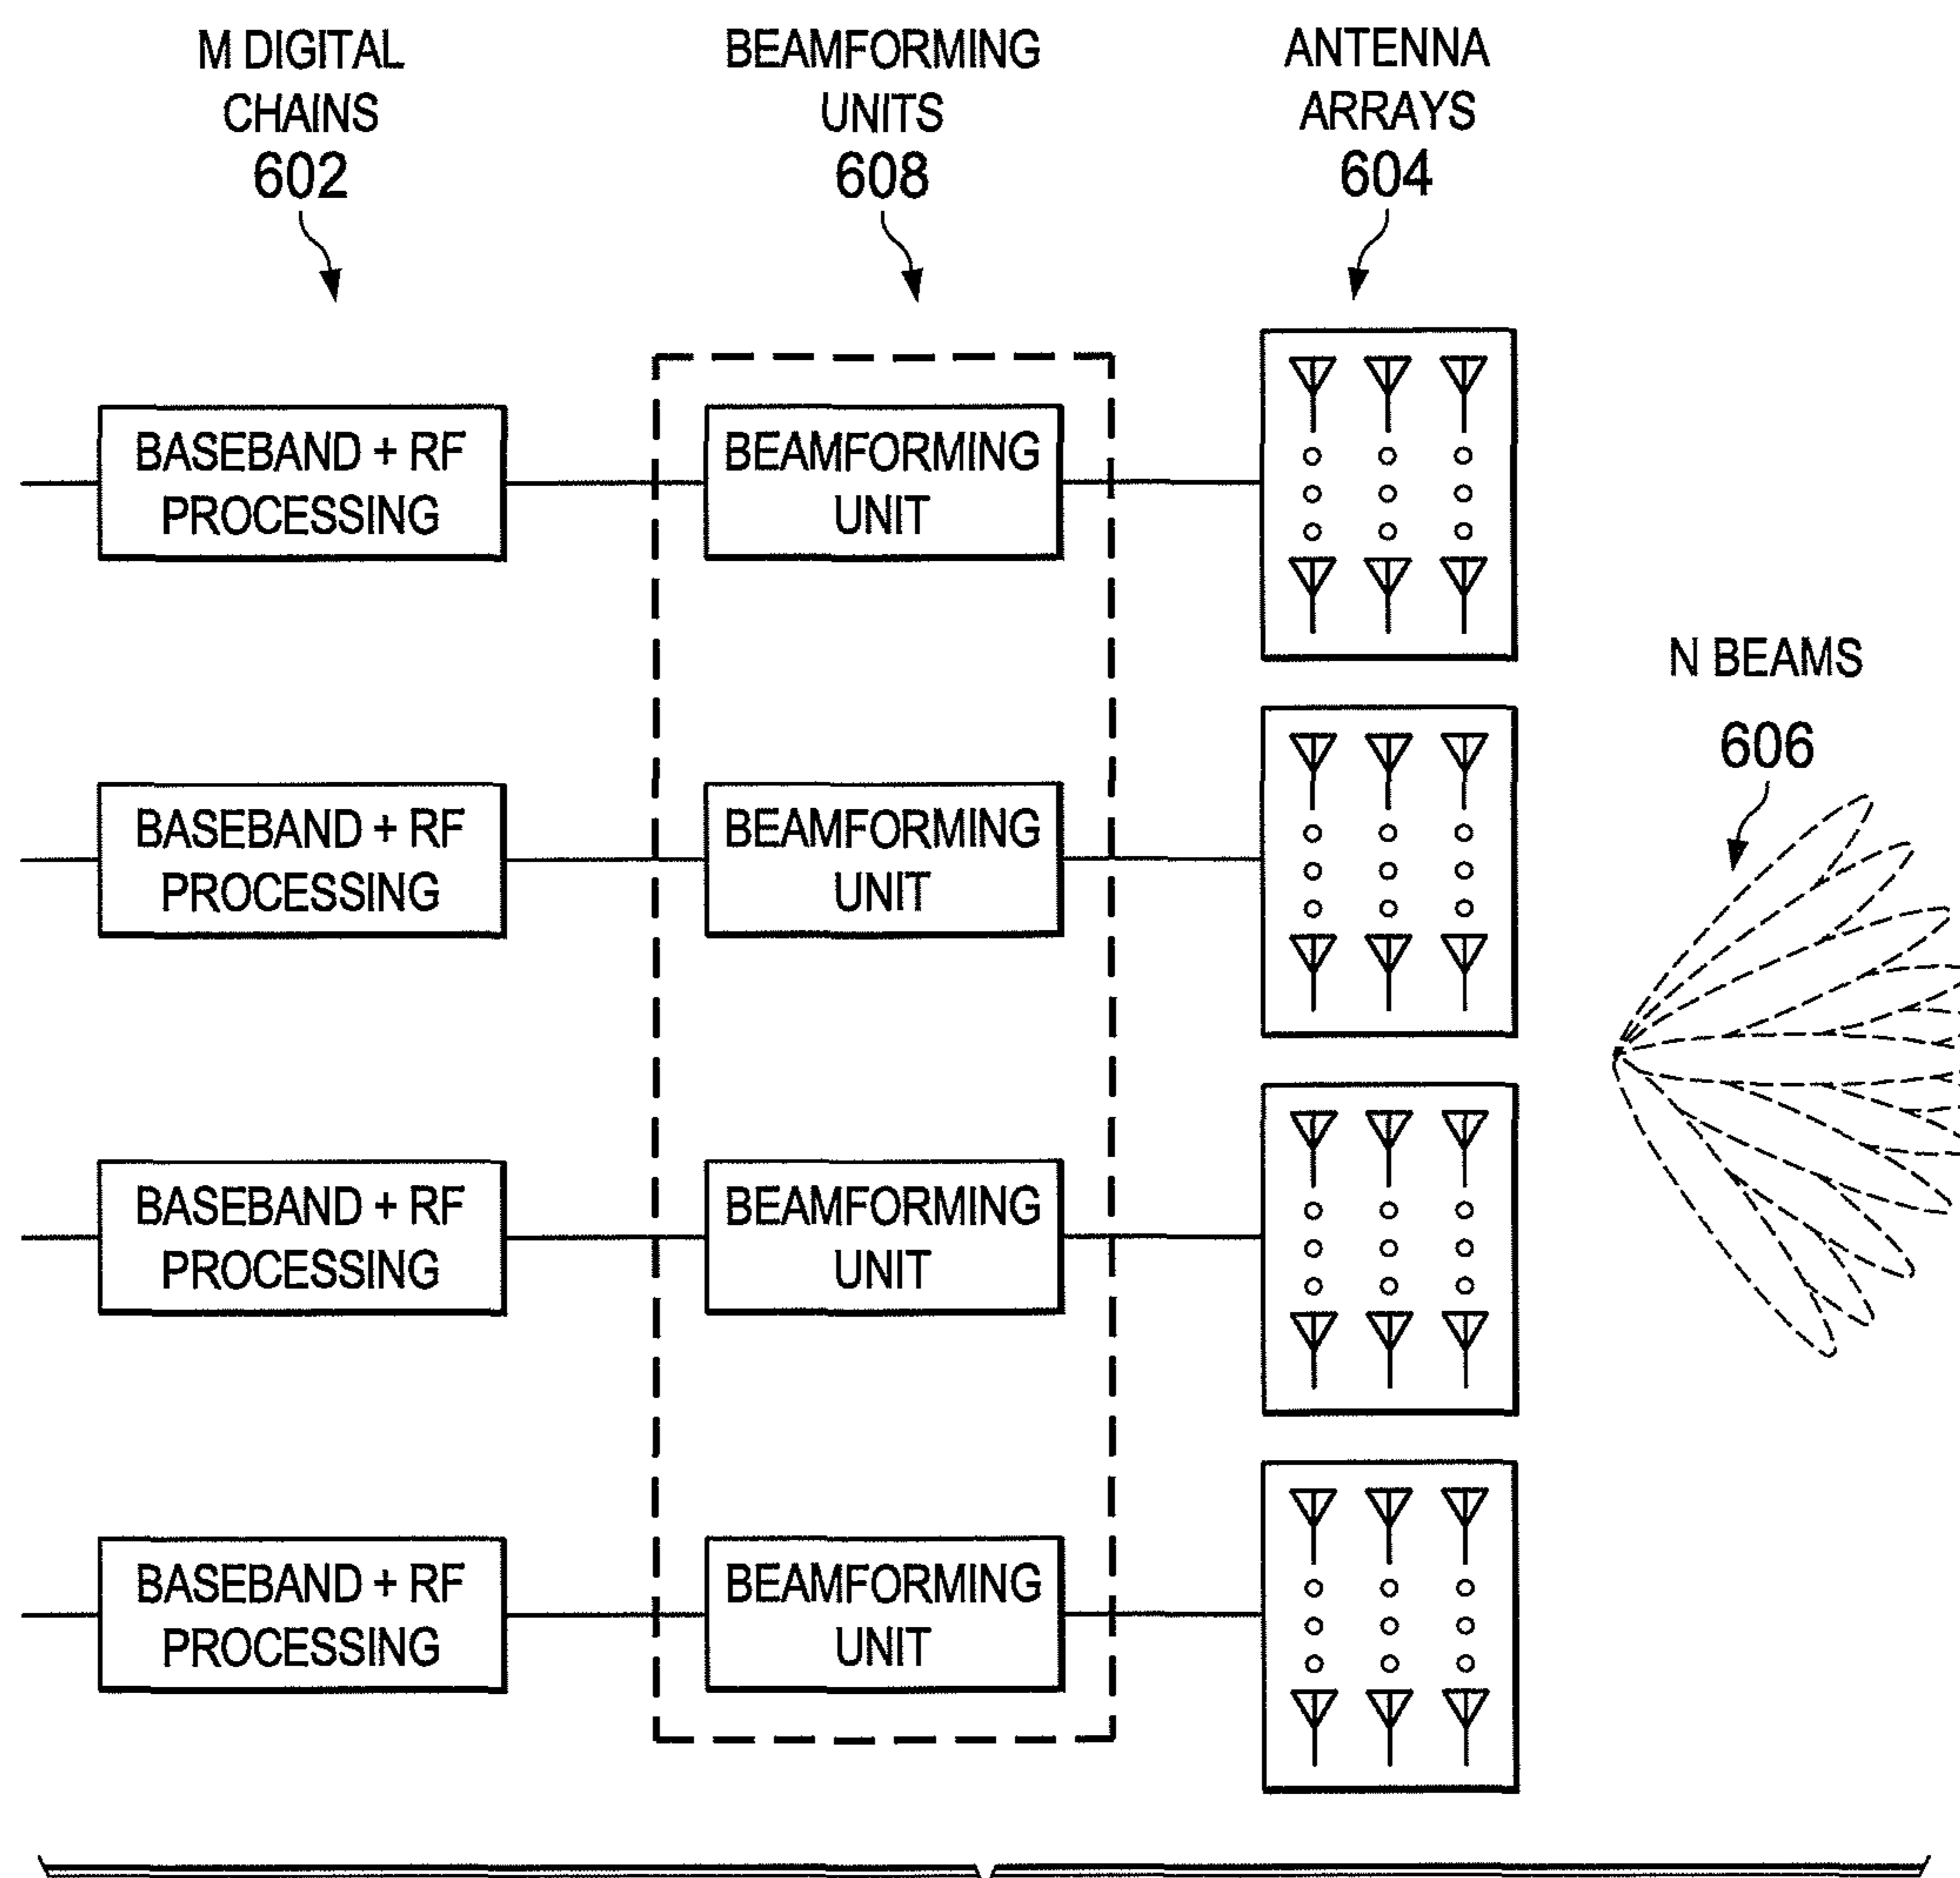 M DIGITAL
CHAINS
602
BEAMFORMING
UNITS
608
ANTENNA
ARRAYS
604
BASEBAND + RF
PROCESSING
BEAMFORMING
UNIT
N BEAMS
606
BASEBAND + RF
PROCESSING
BEAMFORMING
UNIT
BASEBAND + RF
PROCESSING
BEAMFORMING
UNIT
BASEBAND + RF
PROCESSING
BEAMFORMING
UNIT